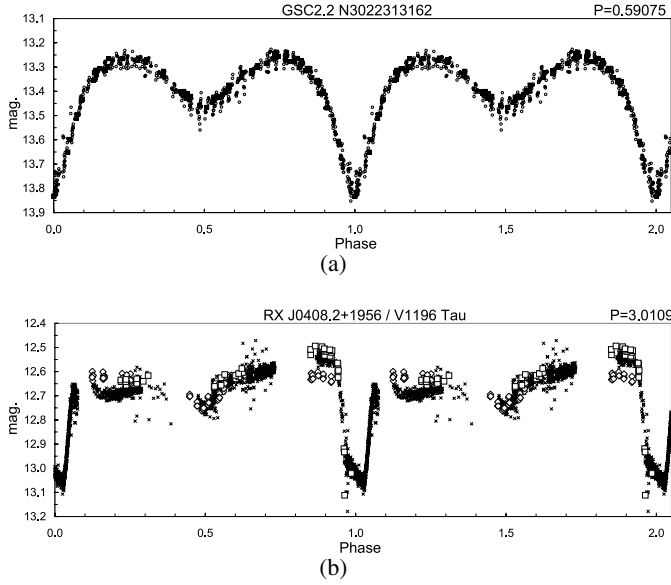 GSC2.2 N3022313162 P=0.59075
13.1
13.2
13.3
13.4
13.5
13.6
13.7
13.8
13.9
mag.
0.0 0.5 1.0 1.5 2.0
Phase
(a)
RX J0408.2+1956 / V1196 Tau P=3.0109
12.4
12.5
12.6
12.7
12.8
12.9
13.0
13.1
13.2
mag.
0.0 0.5 1.0 1.5 2.0
Phase
(b)